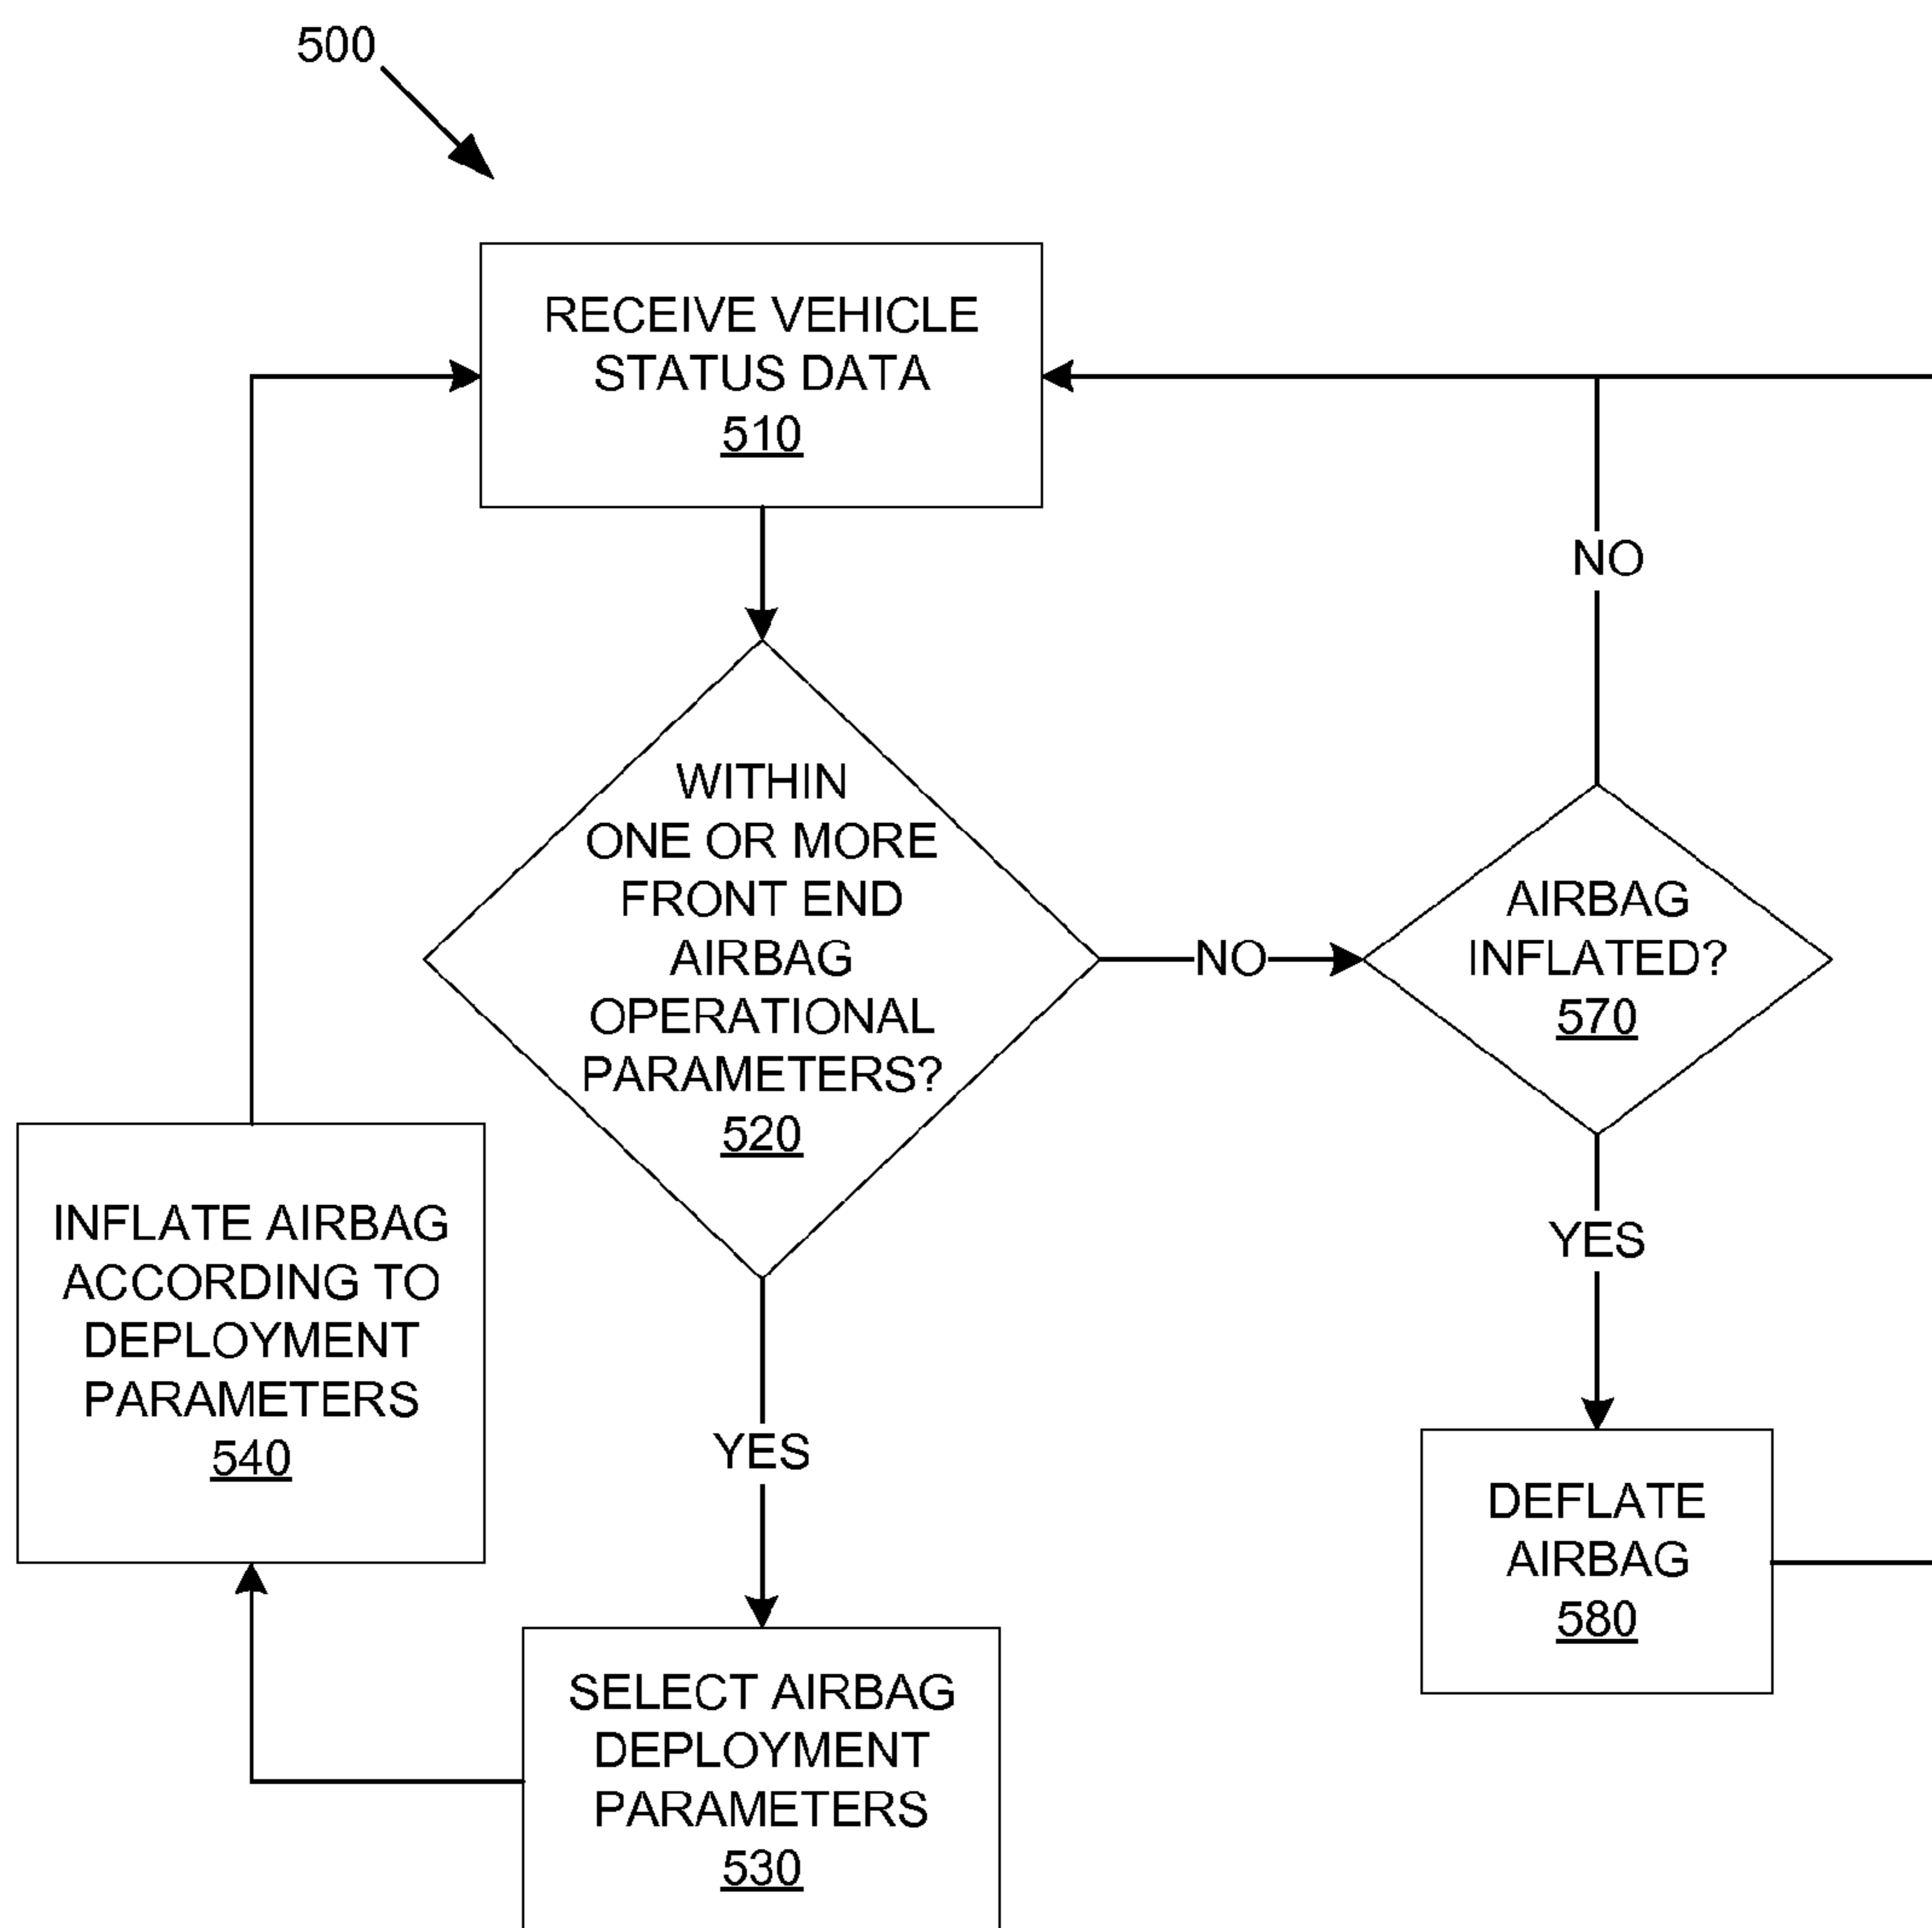 500
RECEIVE VEHICLE
STATUS DATA
510
WITHIN
ONE OR MORE
FRONT END
AIRBAG
OPERATIONAL
PARAMETERS?
520
NO
AIRBAG
INFLATED?
570
NO
YES
DEFLATE
AIRBAG
580
YES
SELECT AIRBAG
DEPLOYMENT
PARAMETERS
530
INFLATE AIRBAG
ACCORDING TO
DEPLOYMENT
PARAMETERS
540